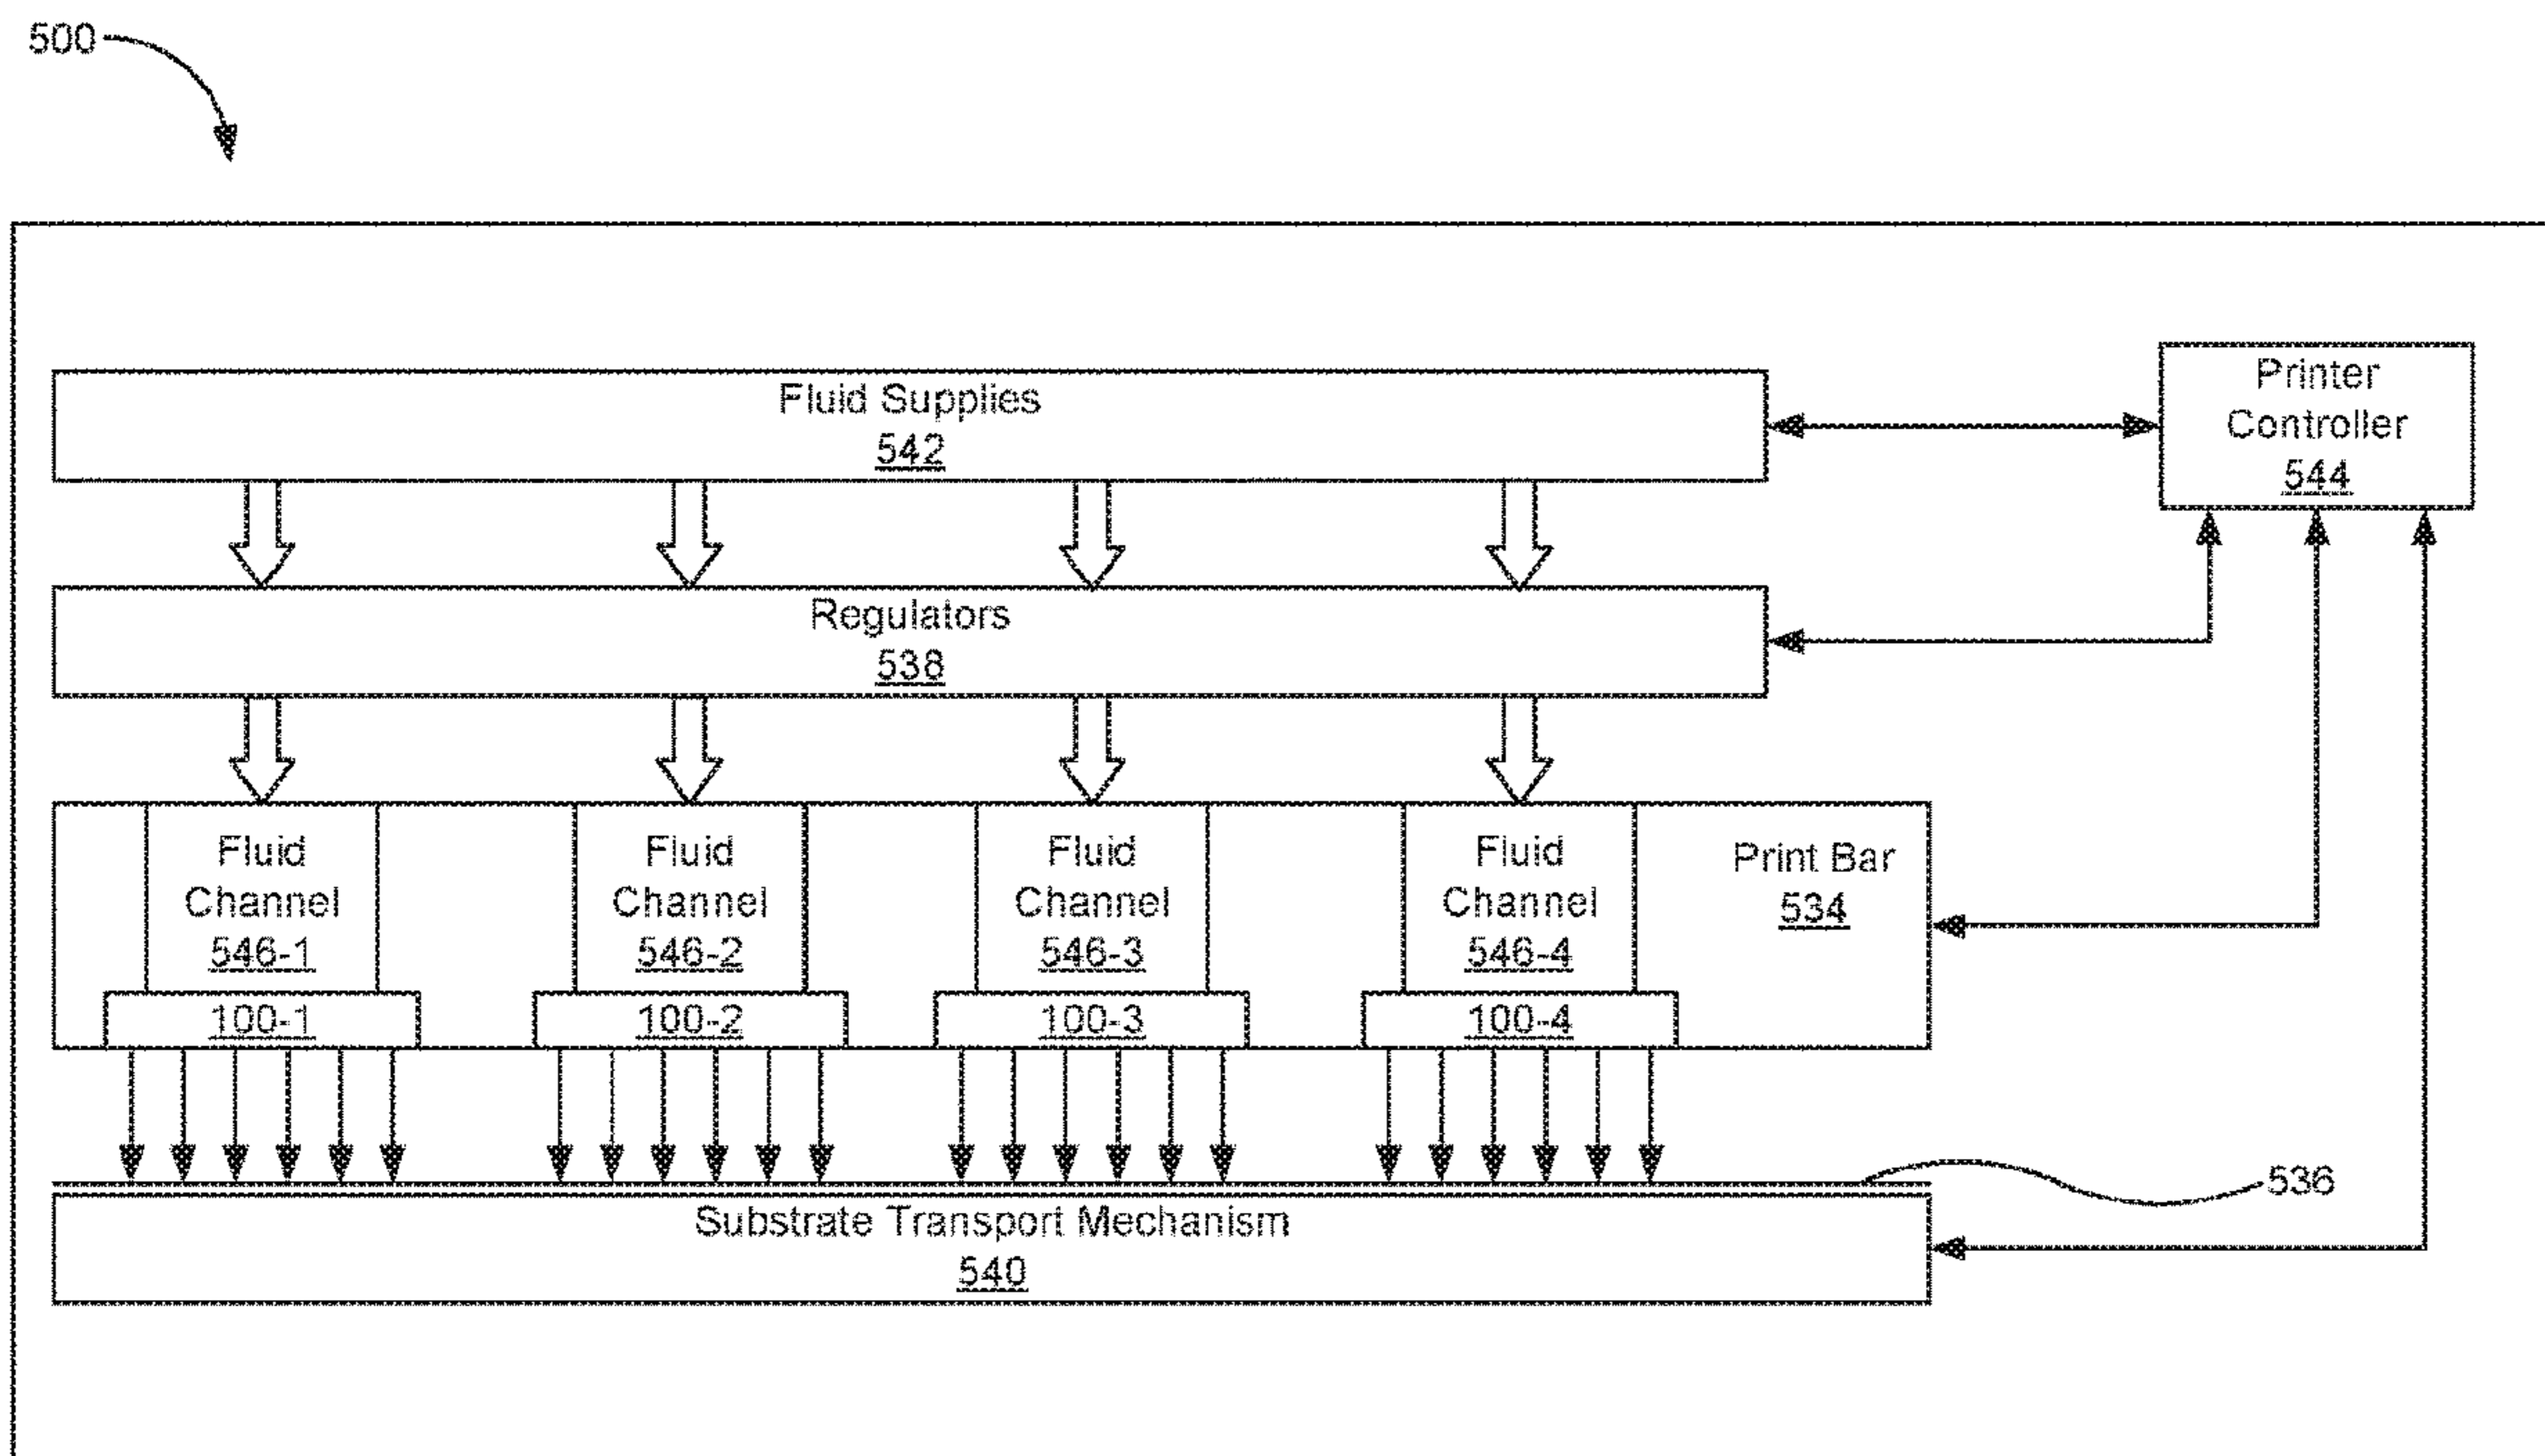 500
Fluid Supplies
542
Printer
Controller
544
Regulators
538
Fluid
Channel
546-1
Fluid
Channel
546-2
Fluid
Channel
546-3
Fluid
Channel
546-4
Print Bar
534
100-1
100-2
100-3
100-4
536
Substrate Transport Mechanism
540